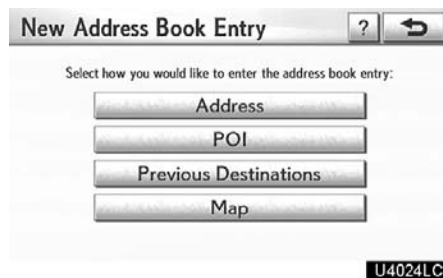 New Address Book Entry ?
Select how you would like to enter the address book entry:
Address
POI
Previous Destinations
Map
U4024LC